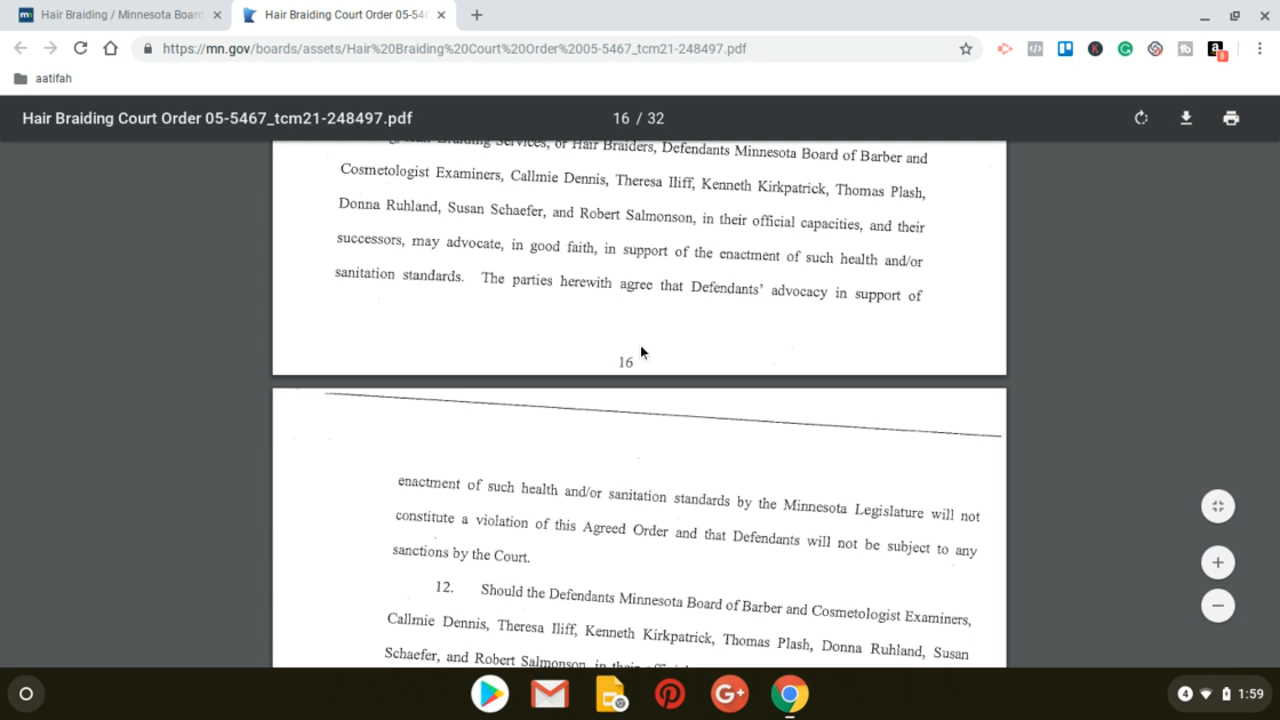 Hair Braiding / Minnesota Board
Hair Braiding Court Order 05-54
https://mn.gov/boards/assets/Hair%20Braiding%20Court%20Order%2005-5467_tcm21-248497.pdf
8
aatifah
Hair Braiding Court Order 05-5467_tcm21-248497.pdf
16 / 32
Hair Braiding Services, or Hair Braiders, Defendants Minnesota Board of Barber and
Cosmetologist Examiners, Callmie Dennis, Theresa Iliff, Kenneth Kirkpatrick, Thomas Plash,
Donna Ruhland, Susan Schaefer, and Robert Salmonson, in their official capacities, and their
successors, may advocate, in good faith, in support of the enactment of such health and/or
sanitation standards. The parties herewith agree that Defendants' advocacy in support of
16
enactment of such health and/or sanitation standards by the Minnesota Legislature will not
constitute a violation of this Agreed Order and that Defendants will not be subject to any
sanctions by the Court.
12. Should the Defendants Minnesota Board of Barber and Cosmetologist Examiners,
Callmie Dennis, Theresa Iliff, Kenneth Kirkpatrick, Thomas Plash, Donna Ruhland, Susan
Schaefer, and Robert Salmonson, in their
4
1:59